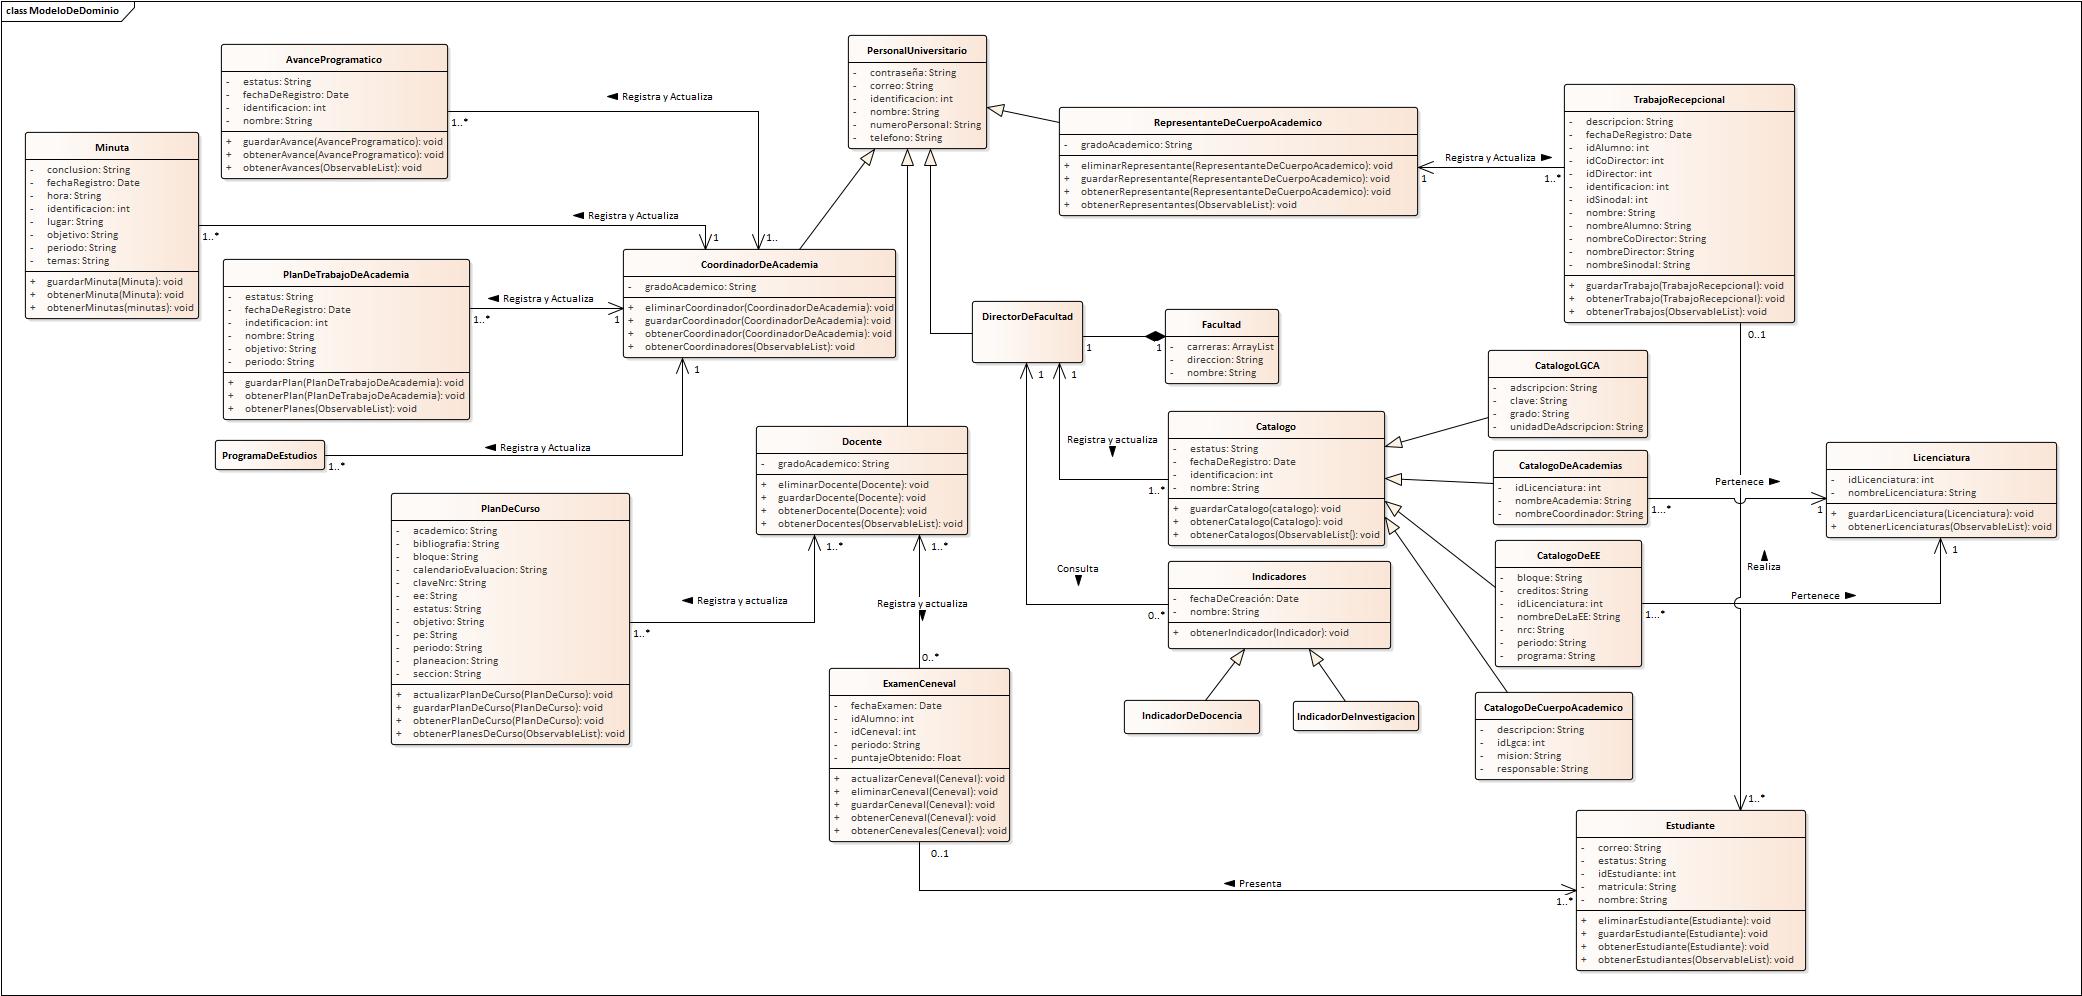 class ModeloDeDominio
AvanceProgramatico
- estatus: String
- fechaDeRegistro: Date
- identificacion: int
- nombre: String
+ guardarAvance(AvanceProgramatico): void
+ obtenerAvance(AvanceProgramatico): void
+ obtenerAvances(ObservableList): void
1..*
Registra y Actualiza
1..
Minuta
- conclusion: String
- fechaRegistro: Date
- hora: String
- identificacion: int
- lugar: String
- objetivo: String
- periodo: String
- temas: String
+ guardarMinuta(Minuta): void
+ obtenerMinuta(Minuta): void
+ obtenerMinutas(minutas): void
1..*
Registra y Actualiza
1
PlanDeTrabajoDeAcademia
- estatus: String
- fechaDeRegistro: Date
- indetificacion: int
- nombre: String
- objetivo: String
- periodo: String
+ guardarPlan(PlanDeTrabajoDeAcademia): void
+ obtenerPlan(PlanDeTrabajoDeAcademia): void
+ obtenerPlanes(ObservableList): void
1..*
Registra y Actualiza
1
CoordinadorDeAcademia
- gradoAcademico: String
+ eliminarCoordinador(CoordinadorDeAcademia): void
+ guardarCoordinador(CoordinadorDeAcademia): void
+ obtenerCoordinador(CoordinadorDeAcademia): void
+ obtenerCoordinadores(ObservableList): void
1
ProgramaDeEstudios
1..*
Registra y Actualiza
PersonalUniversitario
- contraseña: String
- correo: String
- identificacion: int
- nombre: String
- numeroPersonal: String
- telefono: String
RepresentanteDeCuerpoAcademico
- gradoAcademico: String
+ eliminarRepresentante(RepresentanteDeCuerpoAcademico): void
+ guardarRepresentante(RepresentanteDeCuerpoAcademico): void
+ obtenerRepresentante(RepresentanteDeCuerpoAcademico): void
+ obtenerRepresentantes(ObservableList): void
Registra y Actualiza
1
1..*
TrabajoRecepcional
- descripcion: String
- fechaDeRegistro: Date
- idAlumno: int
- idCoDirector: int
- idDirector: int
- identificacion: int
- idSinodal: int
- nombre: String
- nombreAlumno: String
- nombreCoDirector: String
- nombreDirector: String
- nombreSinodal: String
+ guardarTrabajo(TrabajoRecepcional): void
+ obtenerTrabajo(TrabajoRecepcional): void
+ obtenerTrabajos(ObservableList): void
0..1
DirectorDeFacultad
1
1
Facultad
- carreras: ArrayList
- direccion: String
- nombre: String
1
1
Registra y actualiza
1..*
Catalogo
- estatus: String
- fechaDeRegistro: Date
- identificacion: int
- nombre: String
+ guardarCatalogo(catalogo): void
+ obtenerCatalogo(Catalogo): void
+ obtenerCatalogos(ObservableList{}): void
CatalogoLGCA
- adscripcion: String
- clave: String
- grado: String
- unidadDeAdscripcion: String
CatalogoDeAcademias
- idLicenciatura: int
- nombreAcademia: String
- nombreCoordinador: String
Pertenece
1...*
1
Licenciatura
- idLicenciatura: int
- nombreLicenciatura: String
+ guardarLicenciatura(Licenciatura): void
+ obtenerLicenciaturas(ObservableList): void
1
Docente
- gradoAcademico: String
+ eliminarDocente(Docente): void
+ guardarDocente(Docente): void
+ obtenerDocente(Docente): void
+ obtenerDocentes(ObservableList): void
1..*
1..*
PlanDeCurso
- academico: String
- bibliografia: String
- bloque: String
- calendarioEvaluacion: String
- claveNrc: String
- ee: String
- estatus: String
- objetivo: String
- pe: String
- periodo: String
- planeacion: String
- seccion: String
+ actualizarPlanDeCurso(PlanDeCurso): void
+ guardarPlanDeCurso(PlanDeCurso): void
+ obtenerPlanDeCurso(PlanDeCurso): void
+ obtenerPlanesDeCurso(ObservableList): void
Registra y actualiza
1..*
Registra y actualiza
0..*
Consulta
0..*
Indicadores
- fechaDeCreación: Date
- nombre: String
+ obtenerIndicador(Indicador): void
IndicadorDeDocencia
IndicadorDeInvestigacion
CatalogoDeEE
- bloque: String
- creditos: String
- idLicenciatura: int
- nombreDeLaEE: String
- nrc: String
- periodo: String
- programa: String
Pertenece
1...*
Realiza
CatalogoDeCuerpoAcademico
- descripcion: String
- idLgca: int
- mision: String
- responsable: String
ExamenCeneval
- fechaExamen: Date
- idAlumno: int
- idCeneval: int
- periodo: String
- puntajeObtenido: Float
+ actualizarCeneval(Ceneval): void
+ eliminarCeneval(Ceneval): void
+ guardarCeneval(Ceneval): void
+ obtenerCeneval(Ceneval): void
+ obtenerCenevales(Ceneval): void
0..1
Presenta
1..*
1..*
Estudiante
- correo: String
- estatus: String
- idEstudiante: int
- matricula: String
- nombre: String
+ eliminarEstudiante(Estudiante): void
+ guardarEstudiante(Estudiante): void
+ obtenerEstudiante(Estudiante): void
+ obtenerEstudiantes(ObservableList): void